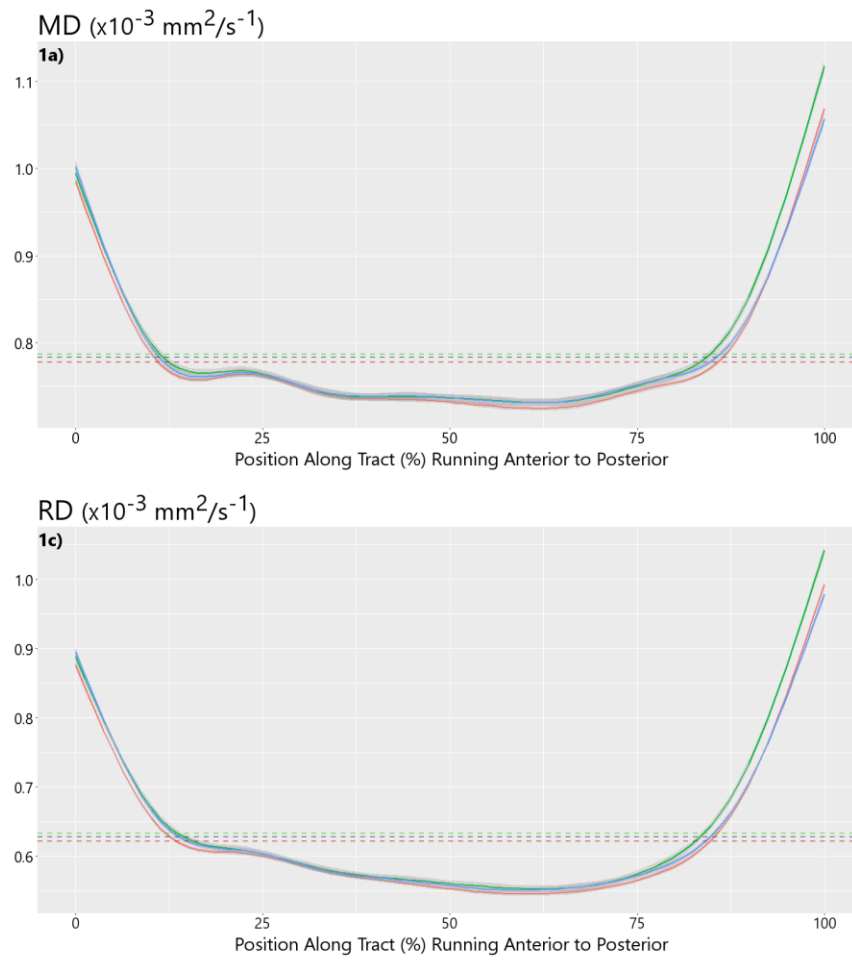 MD (x10⁻³ mm²/s⁻¹)
1a)
1.1
1.0
0.9
0.8
0 25 50 75 100
Position Along Tract (%) Running Anterior to Posterior
RD (x10⁻³ mm²/s⁻¹)
1c)
1.0
0.9
0.8
0.7
0.6
0 25 50 75 100
Position Along Tract (%) Running Anterior to Posterior